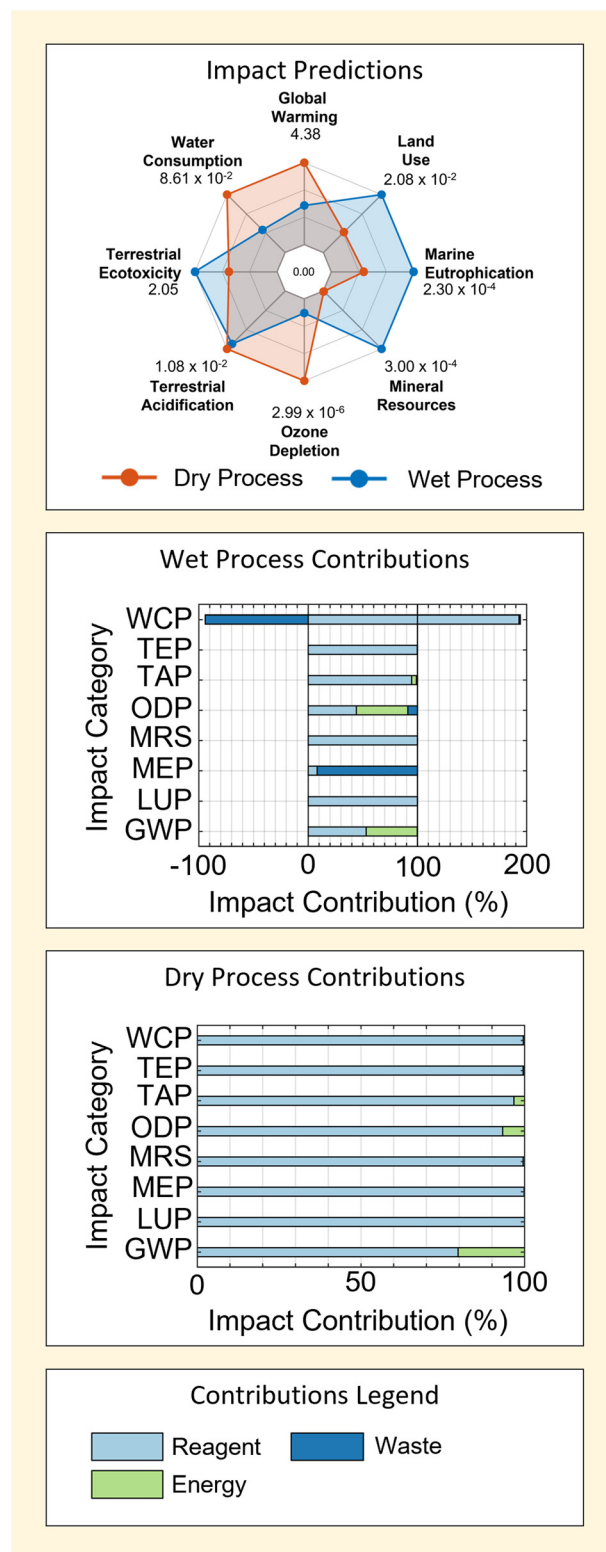 Impact Predictions
Global
Warming
4.38
Land
Use
2.08 x 10⁻²
Marine
Eutrophication
2.30 x 10⁻⁴
3.00 x 10⁻⁴
Mineral
Resources
2.99 x 10⁻⁶
Ozone
Depletion
1.08 x 10⁻²
Terrestrial
Acidification
Terrestrial
Ecotoxicity
2.05
Water
Consumption
8.61 x 10⁻²
0.00
Dry Process
Wet Process
Wet Process Contributions
Impact Category
WCP
TEP
TAP
ODP
MRS
MEP
LUP
GWP
-100 0 100 200
Impact Contribution (%)
Dry Process Contributions
Impact Category
WCP
TEP
TAP
ODP
MRS
MEP
LUP
GWP
0 50 100
Impact Contribution (%)
Contributions Legend
Reagent
Waste
Energy